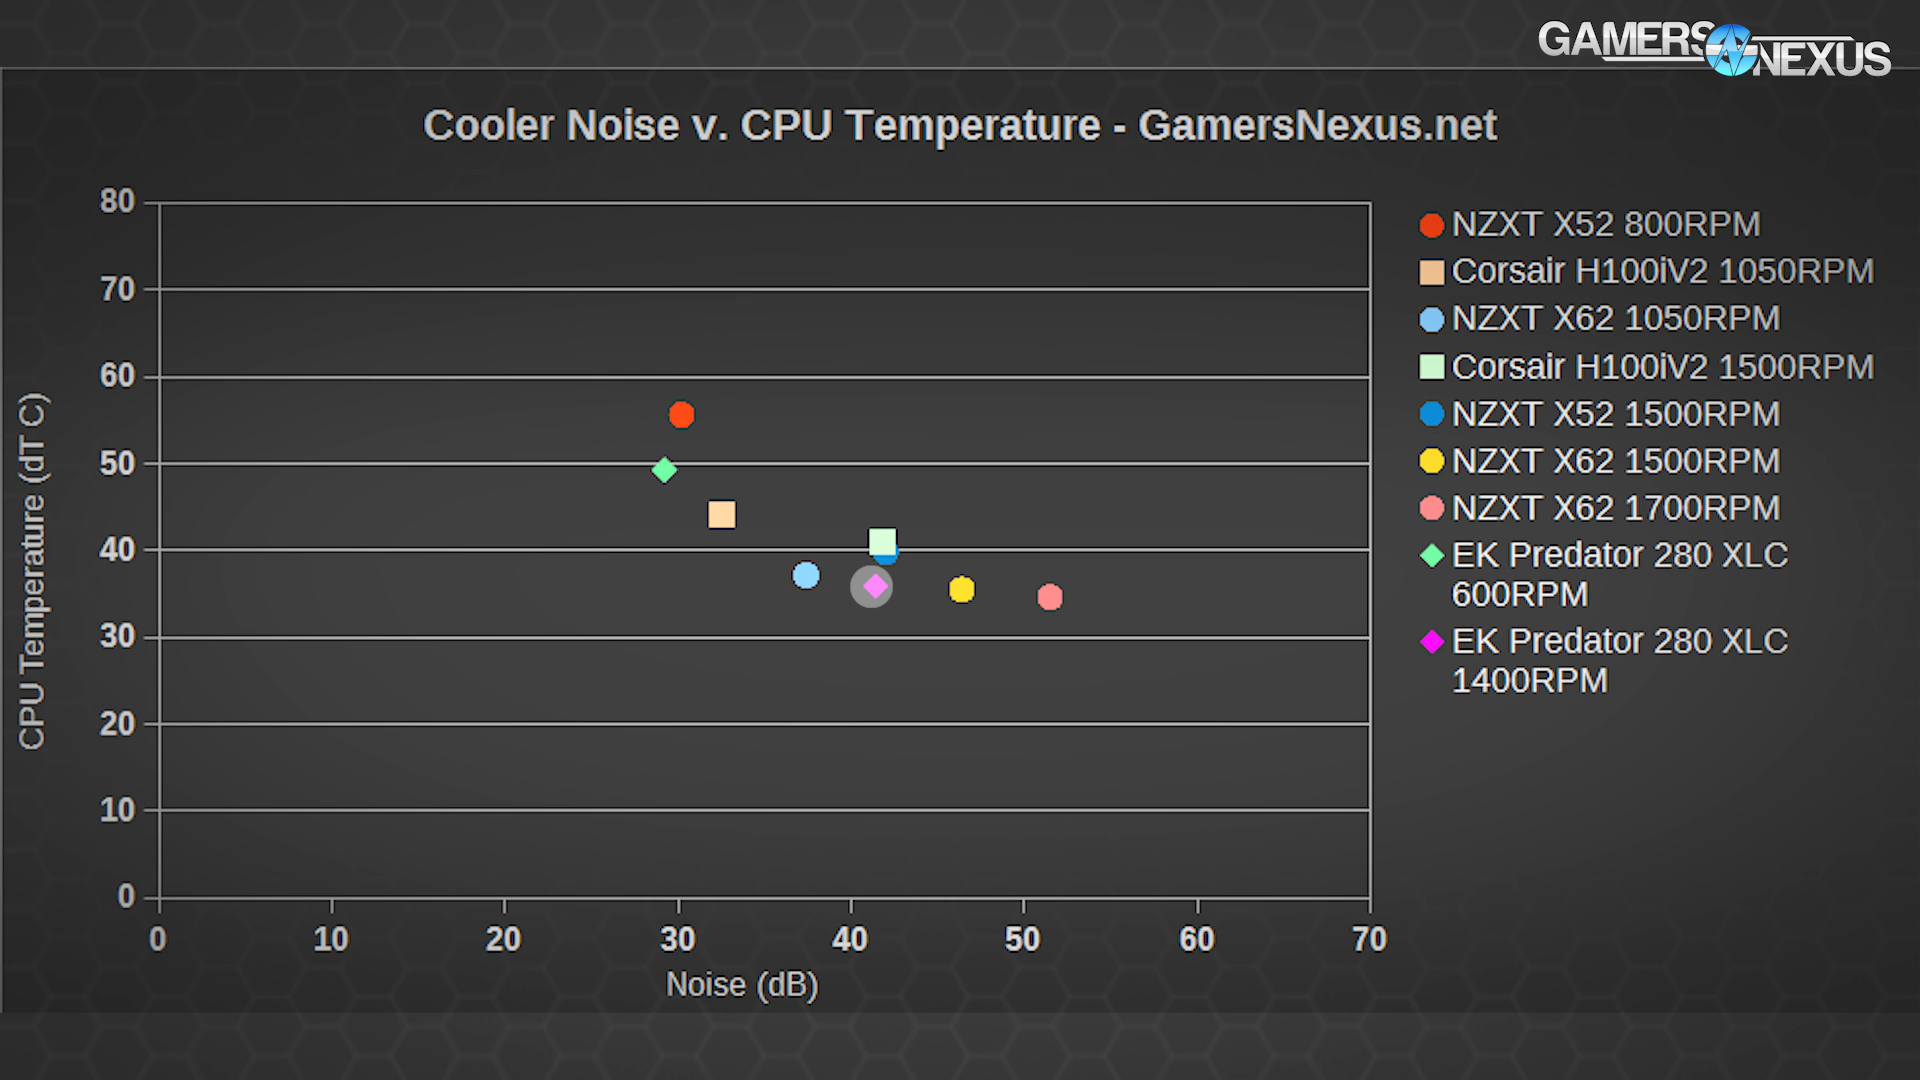 GAMERS NEXUS
Cooler Noise v. CPU Temperature - GamersNexus.net
80
70
60
50
40
30
20
10
0
CPU Temperature (dT C)
0 10 20 30 40 50 60 70
Noise (dB)
NZXT X52 800RPM
Corsair H100iV2 1050RPM
NZXT X62 1050RPM
Corsair H100iV2 1500RPM
NZXT X52 1500RPM
NZXT X62 1500RPM
NZXT X62 1700RPM
EK Predator 280 XLC
600RPM
EK Predator 280 XLC
1400RPM